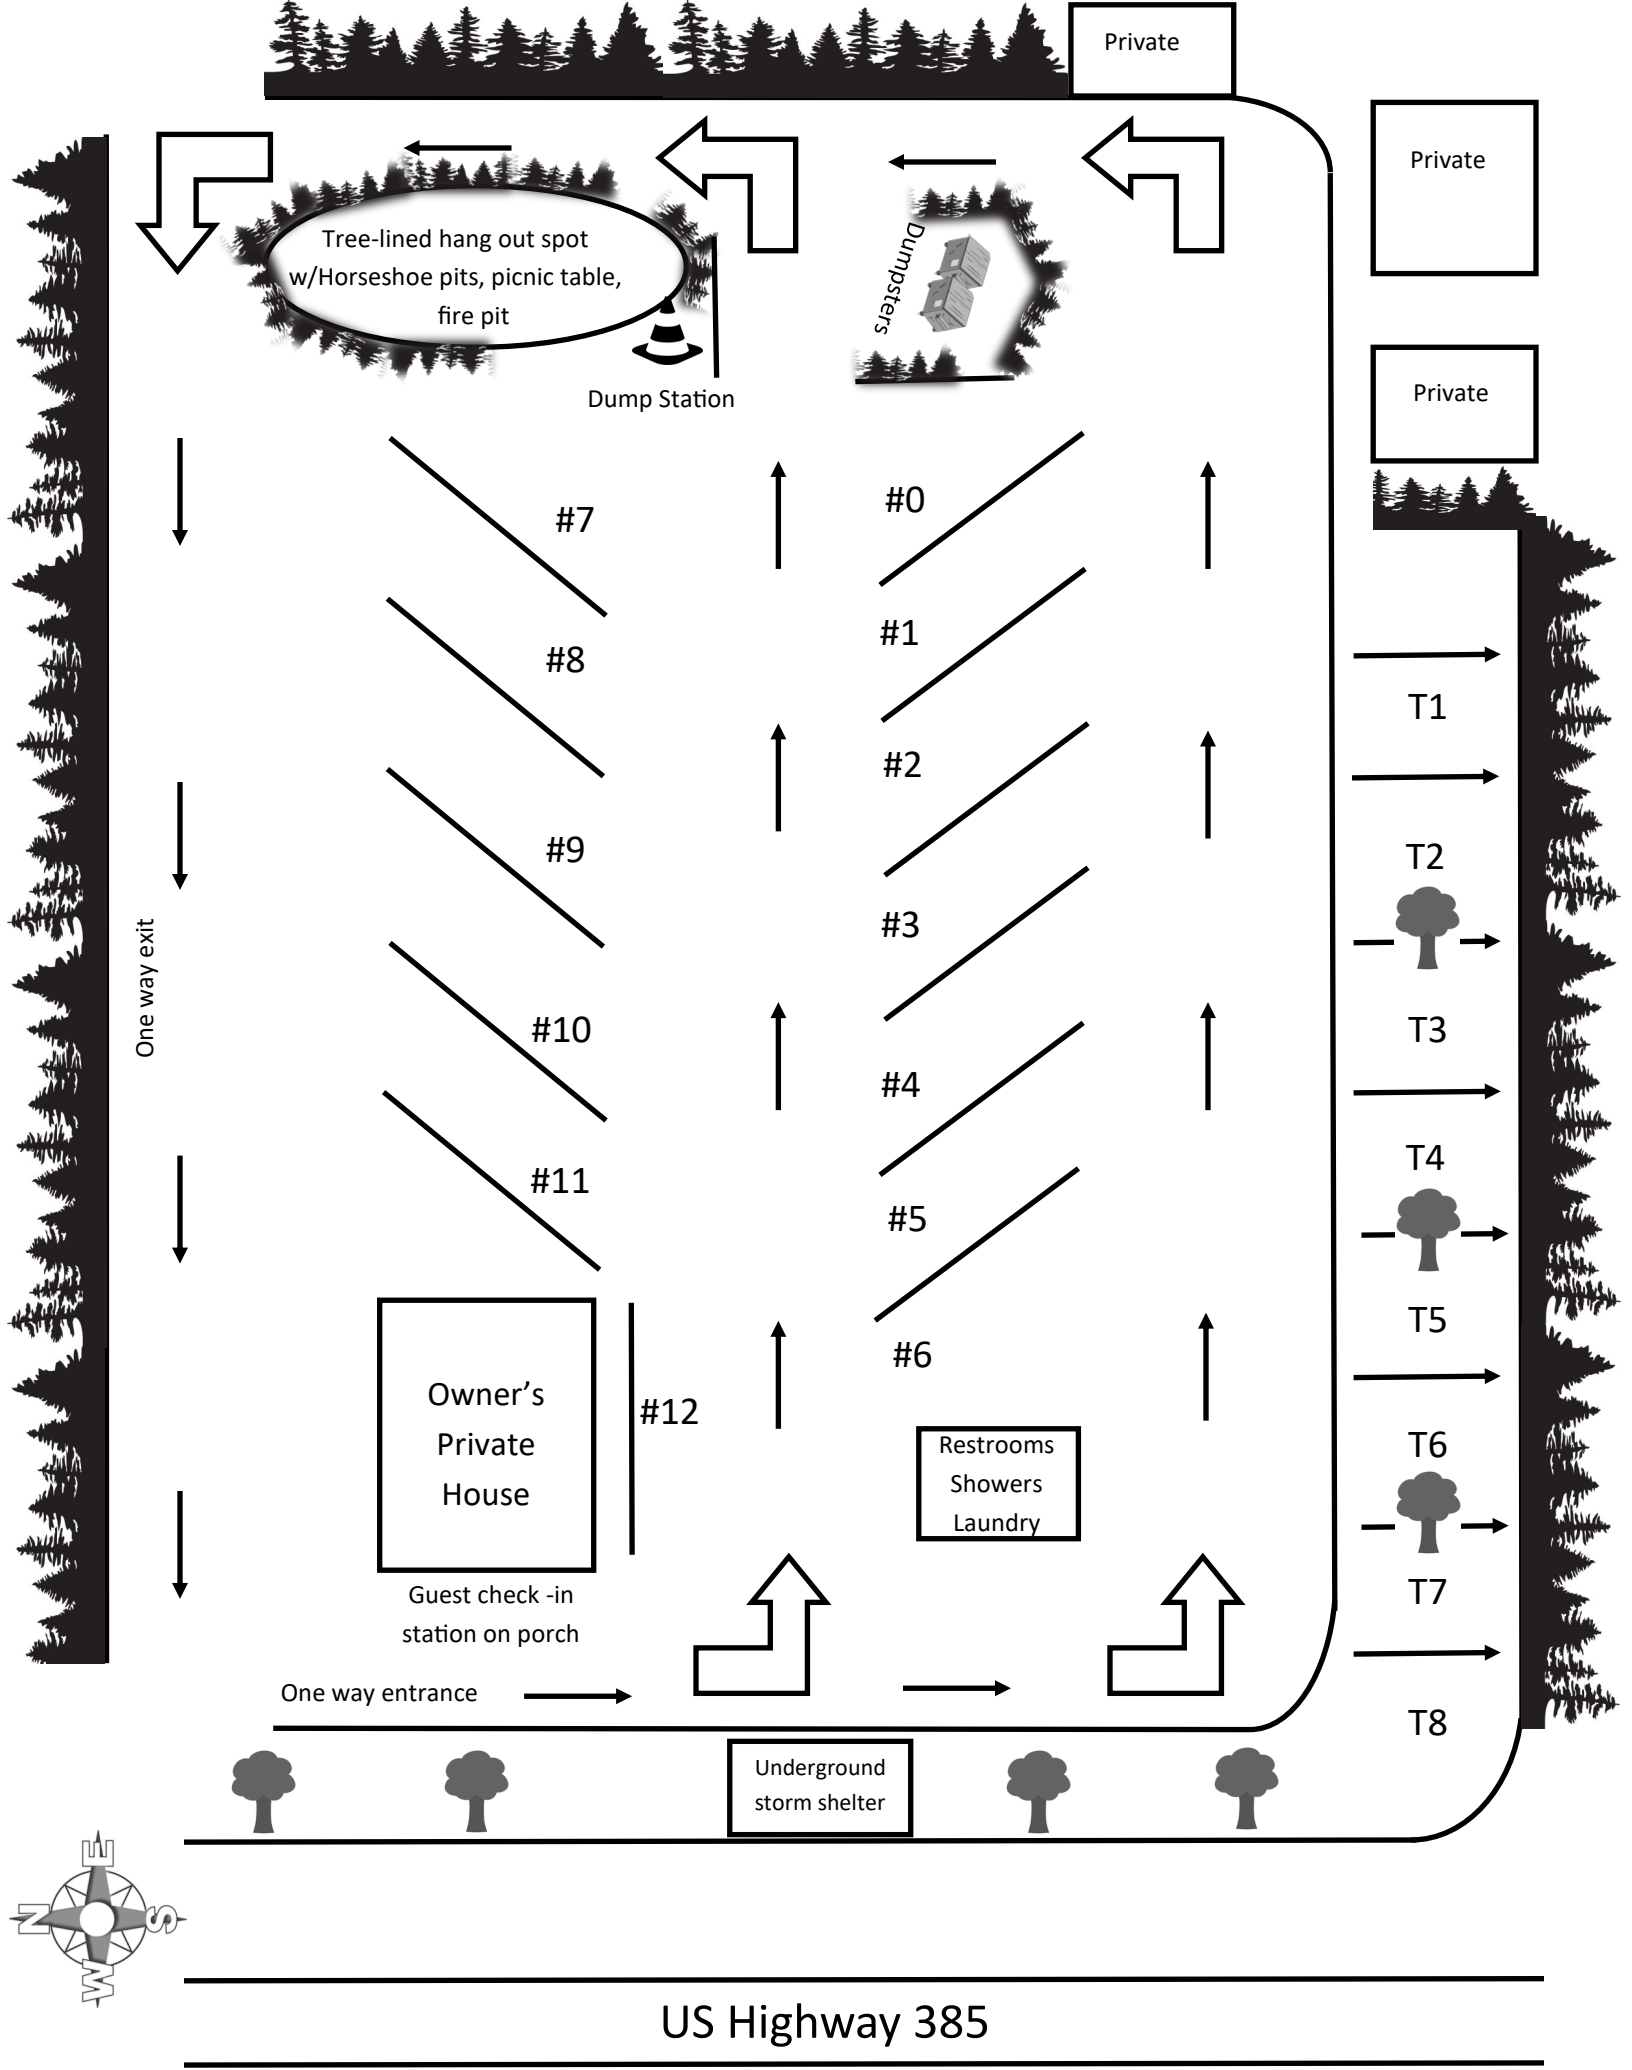 Private
Private
Tree-lined hang out spot
w/Horseshoe pits, picnic table,
fire pit
Dumpsters
Private
Dump Station
#7
#0
#8
#1
T1
#9
#2
T2
One way exit
#3
#10
T3
#4
T4
#11
#5
T5
#6
Owner's
Private
House
#12
Restrooms
Showers
Laundry
T6
Guest check -in
station on porch
T7
One way entrance
T8
Underground
storm shelter
E
N
S
W
US Highway 385